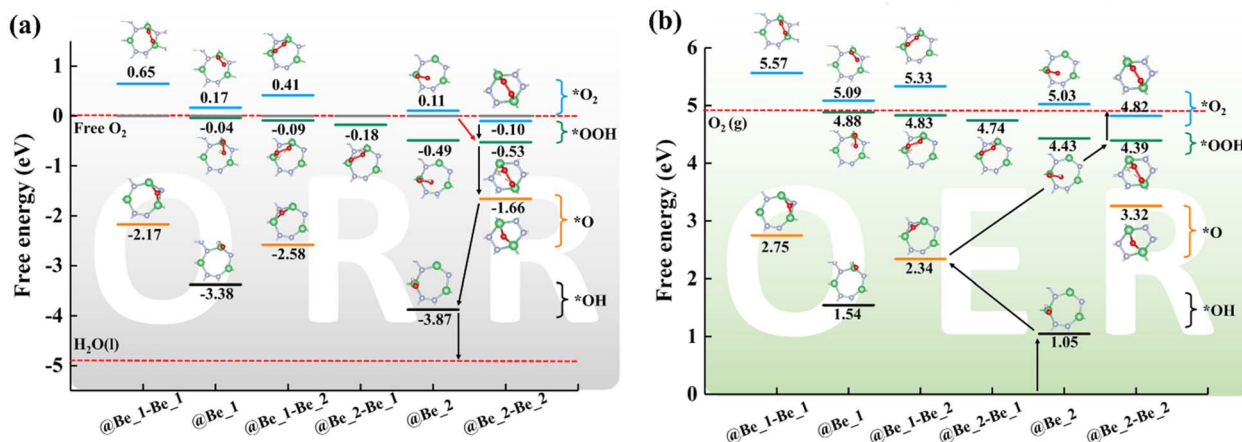 (a)
Free energy (eV)
1
0
-1
-2
-3
-4
-5
ORR
0.65
0.17
0.41
0.11
-0.10
*O₂
Free O₂
-0.04
-0.09
-0.18
-0.49
-0.53
*OOH
-1.66
*O
-2.17
-2.58
-3.38
-3.87
*OH
H₂O(l)
@Be_1-Be_1
@Be_1
@Be_1-Be_2
@Be_2-Be_1
@Be_2
@Be_2-Be_2
(b)
Free energy (eV)
6
5
4
3
2
1
0
OER
5.57
5.09
5.33
5.03
4.82
*O₂
O₂(g)
4.88
4.83
4.74
4.43
4.39
*OOH
3.32
*O
2.75
2.34
1.54
1.05
*OH
@Be_1-Be_1
@Be_1
@Be_1-Be_2
@Be_2-Be_1
@Be_2
@Be_2-Be_2